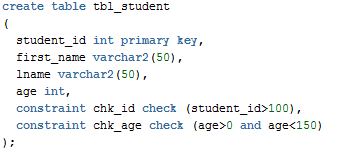 create table tbl_student
(
  student_id int primary key,
  first_name varchar2(50),
  lname varchar2(50),
  age int,
  constraint chk_id check (student_id>100),
  constraint chk_age check (age>0 and age<150)
);